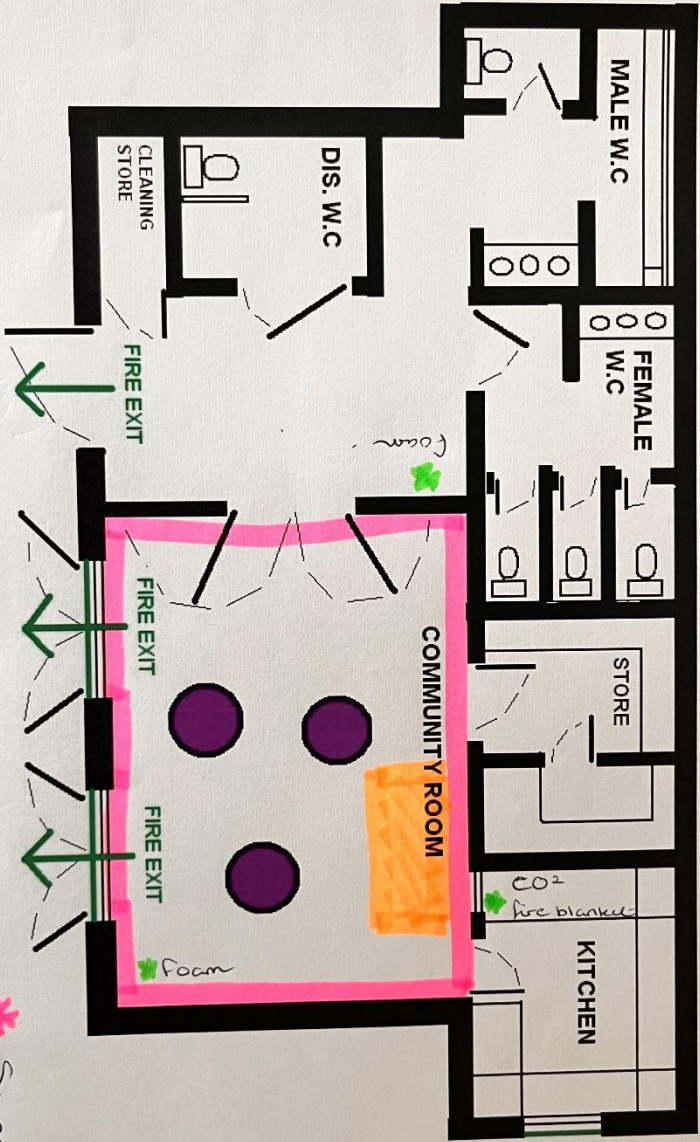 MALE W.C
FEMALE
W.C
DIS. W.C
CLEANING
STORE
FIRE EXIT
Foam
STORE
COMMUNITY ROOM
FIRE EXIT
FIRE EXIT
CO²
fire blanket
KITCHEN
Foam